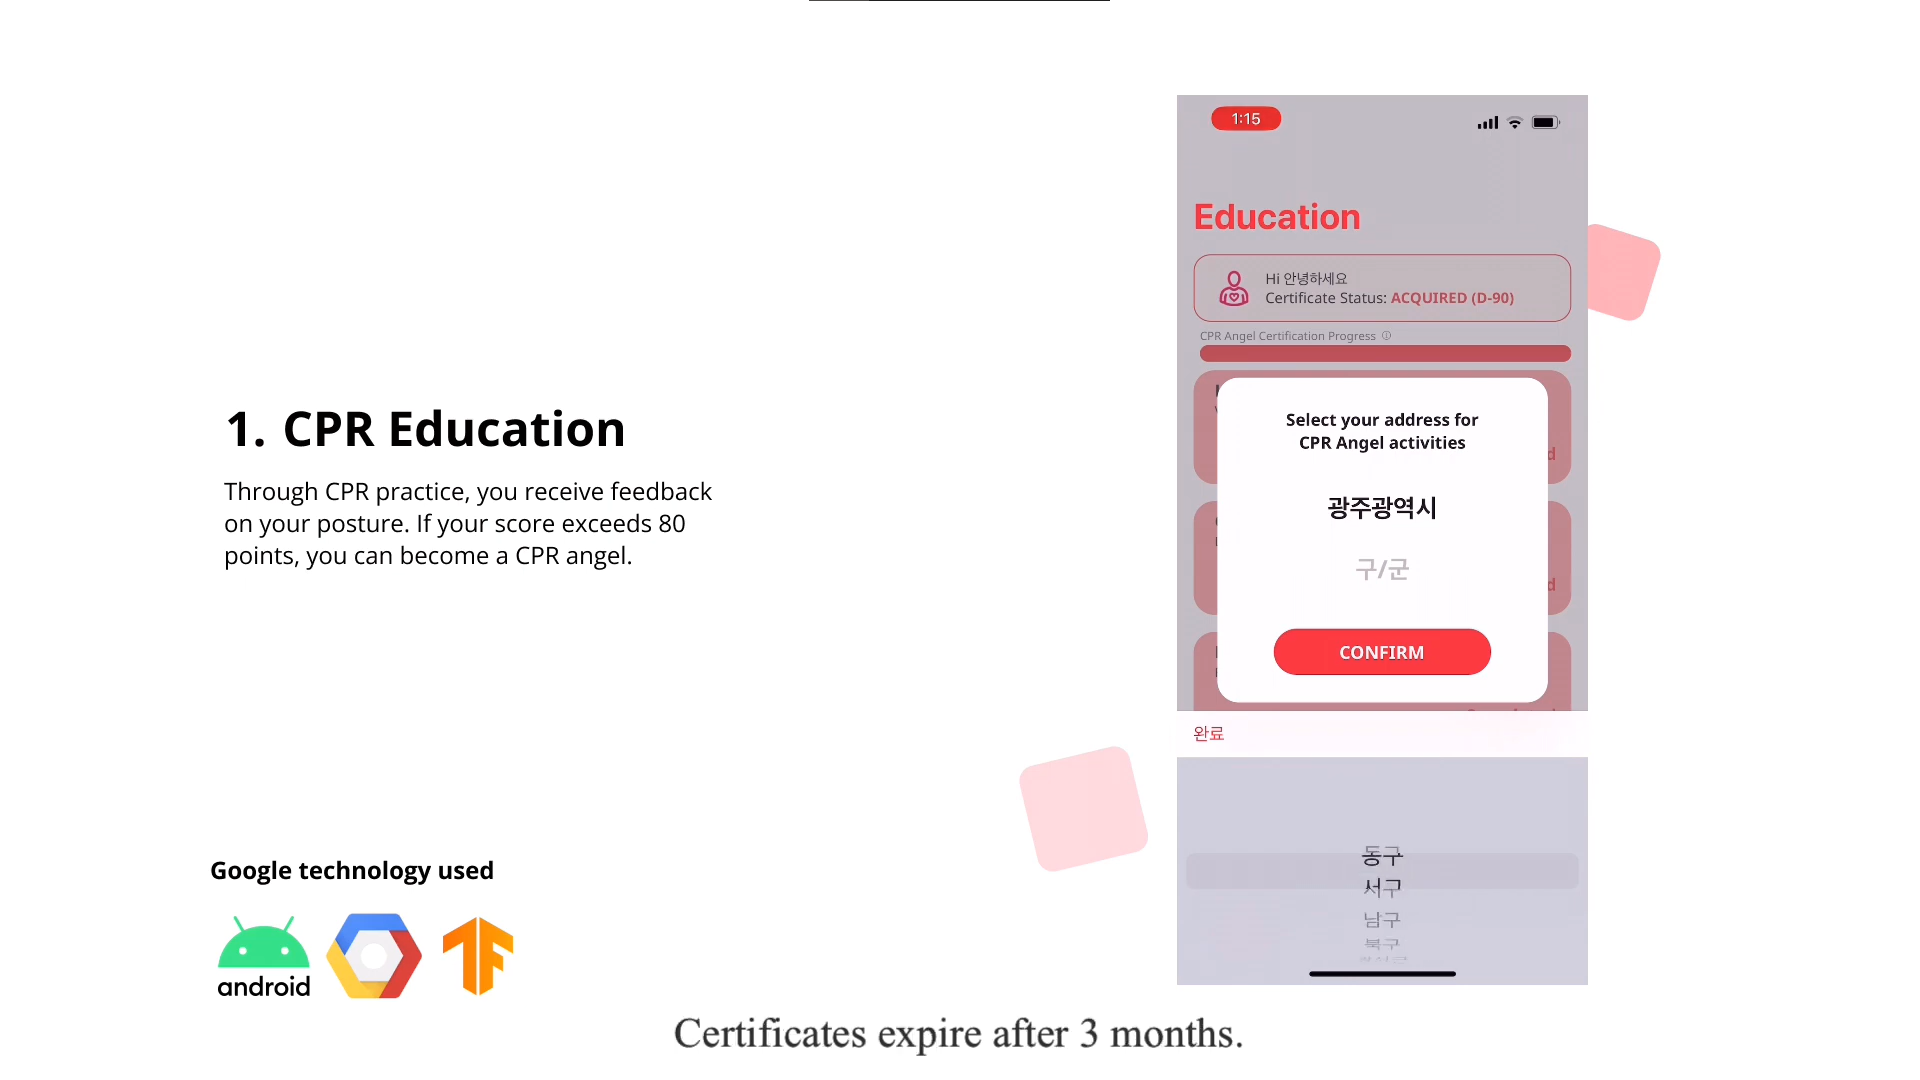 1. CPR Education
Through CPR practice, you receive feedback
on your posture. If your score exceeds 80
points, you can become a CPR angel.
Google technology used
android
1:15
Education
Hi 안녕하세요
Certificate Status: ACQUIRED (D-90)
CPR Angel Certification Progress
Select your address for
CPR Angel activities
광주광역시
구/군
CONFIRM
완료
동구
서구
남구
북구
Certificates expire after 3 months.